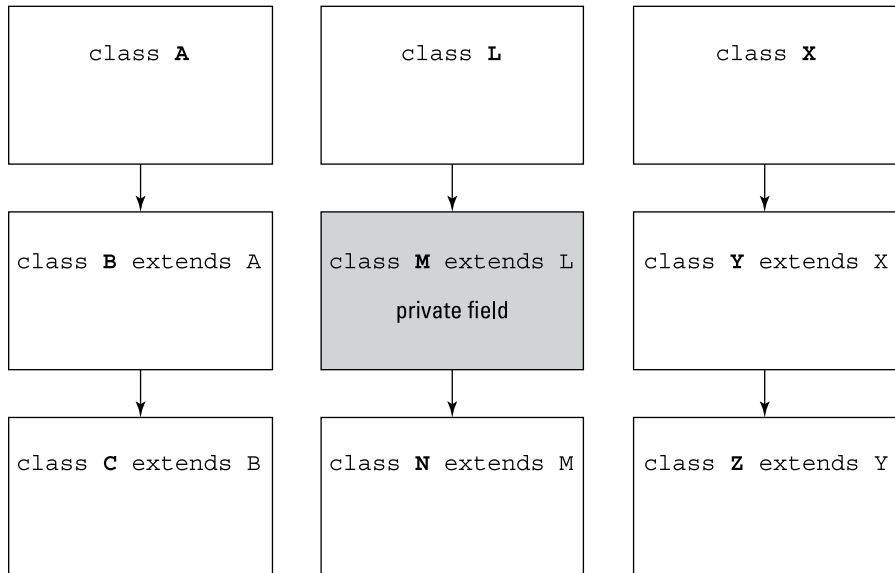 class A
class L
class X
class B extends A
class M extends L
private field
class Y extends X
class C extends B
class N extends M
class Z extends Y